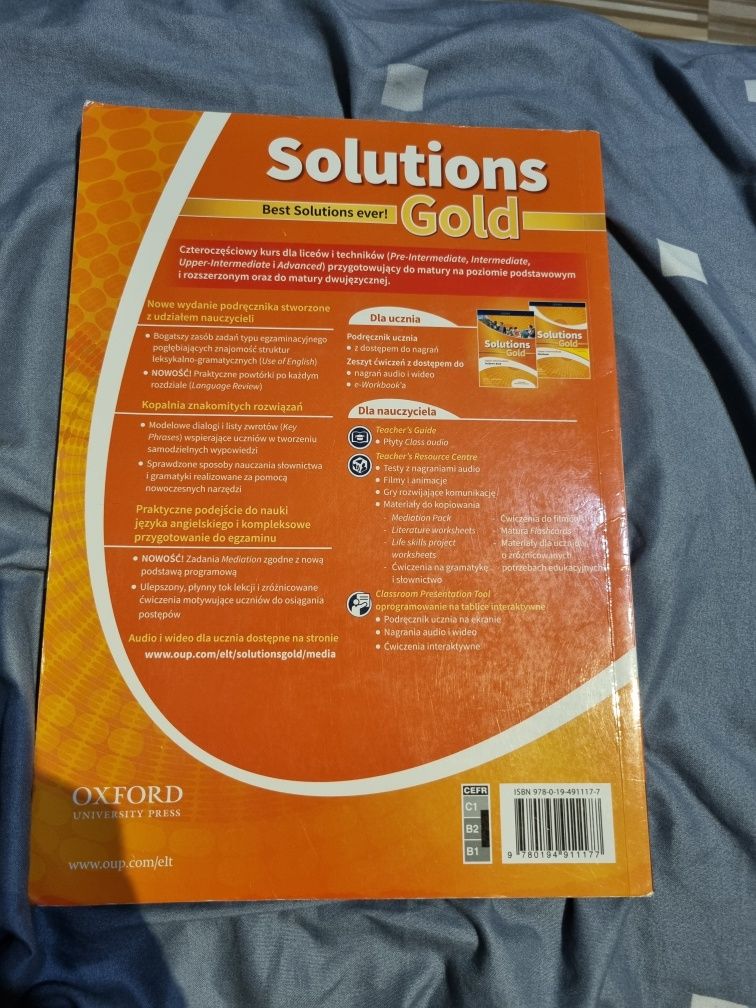 Solutions
Best Solutions ever!
Gold
Czteroczęściowy kurs dla liceów i techników (Pre-Intermediate, Intermediate,
Upper-Intermediate i Advanced) przygotowujący do matury na poziomie podstawowym
i rozszerzonym oraz do matury dwujęzycznej.
Nowe wydanie podręcznika stworzone
z udziałem nauczycieli
• Bogatszy zasób zadań typu egzaminacyjnego
pogłębiających znajomość struktur
leksykalno-gramatycznych (Use of English)
• NOWOŚĆ! Praktyczne powtórki po każdym
rozdziale (Language Review)
Kopalnia znakomitych rozwiązań
• Modelowe dialogi i listy zwrotów (Key
Phrases) wspierające uczniów w tworzeniu
samodzielnych wypowiedzi
• Sprawdzone sposoby nauczania słownictwa
i gramatyki realizowane za pomocą
nowoczesnych narzędzi
Praktyczne podejście do nauki
języka angielskiego i kompleksowe
przygotowanie do egzaminu
• NOWOŚĆ! Zadania Mediation zgodne z nową
podstawą programową
• Ulepszony, płynny tok lekcji i zróżnicowane
ćwiczenia motywujące uczniów do osiągania
postępów
Audio i wideo dla ucznia dostępne na stronie
www.oup.com/elt/solutionsgold/media
Dla ucznia
Podręcznik ucznia
• z dostępem do nagrań
Zeszyt ćwiczeń z dostępem do
• nagrań audio i wideo
• e-Workbook'a
Solutions
Gold
Solutions
Gold
Dla nauczyciela
Teacher's Guide
• Płyty Class audio
Teacher's Resource Centre
• Testy z nagraniami audio
• Filmy i animacje
• Gry rozwijające komunikację
• Materiały do kopiowania
- Mediation Pack
- Literature worksheets
- Life skills project
worksheets
- Ćwiczenia na gramatykę
i słownictwo
- Ćwiczenia do filmów
- Matura Flashcards
- Materiały dla uczniów
o zróżnicowanych
potrzebach edukacyjnych
Classroom Presentation Tool
oprogramowanie na tablice interaktywne
• Podręcznik ucznia na ekranie
• Nagrania audio i wideo
• Ćwiczenia interaktywne
OXFORD
UNIVERSITY PRESS
www.oup.com/elt
CEFR
C1
B2
B1
ISBN 978-0-19-491117-7
9 780194 911177